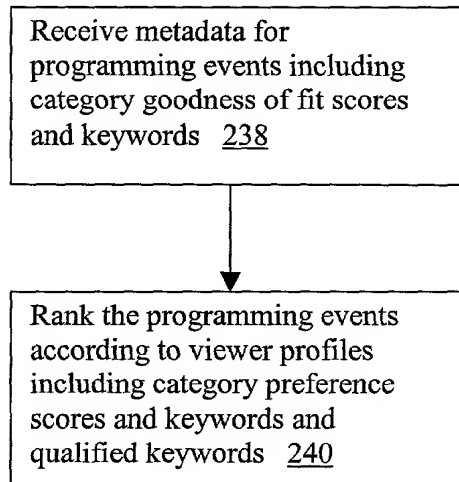 Receive metadata for
programming events including
category goodness of fit scores
and keywords 238
Rank the programming events
according to viewer profiles
including category preference
scores and keywords and
qualified keywords 240